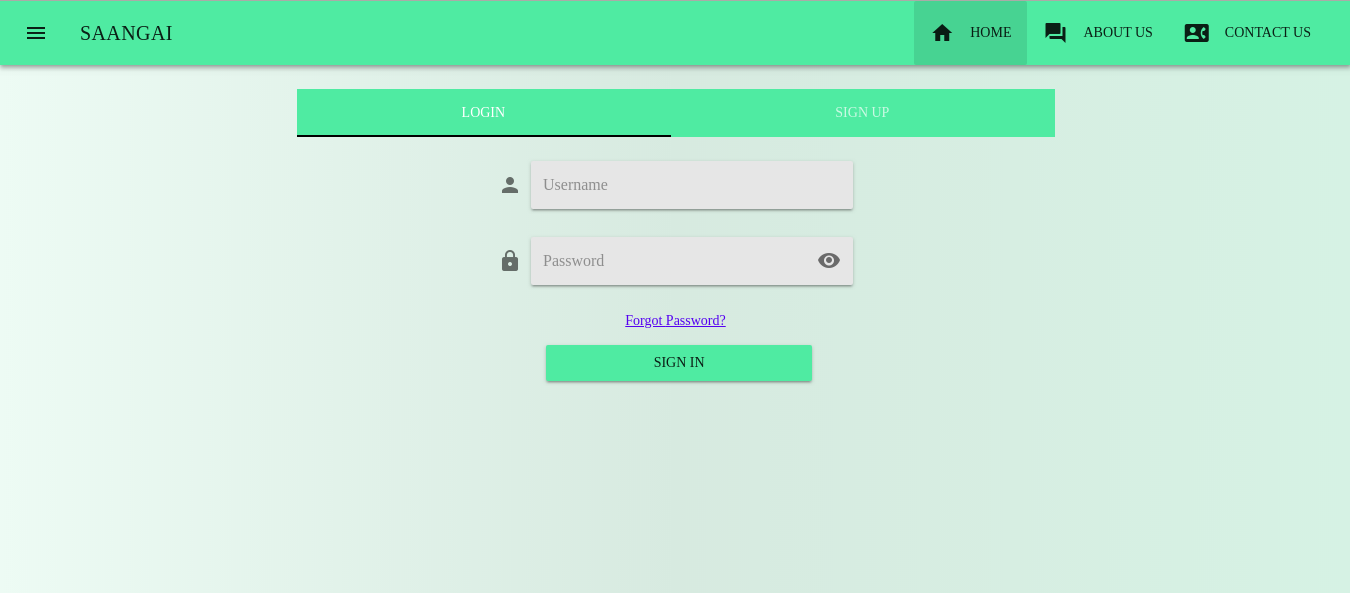 SAANGAI HOME ABOUT US CONTACT US
LOGIN SIGN UP
Username
Password
Forgot Password?
SIGN IN